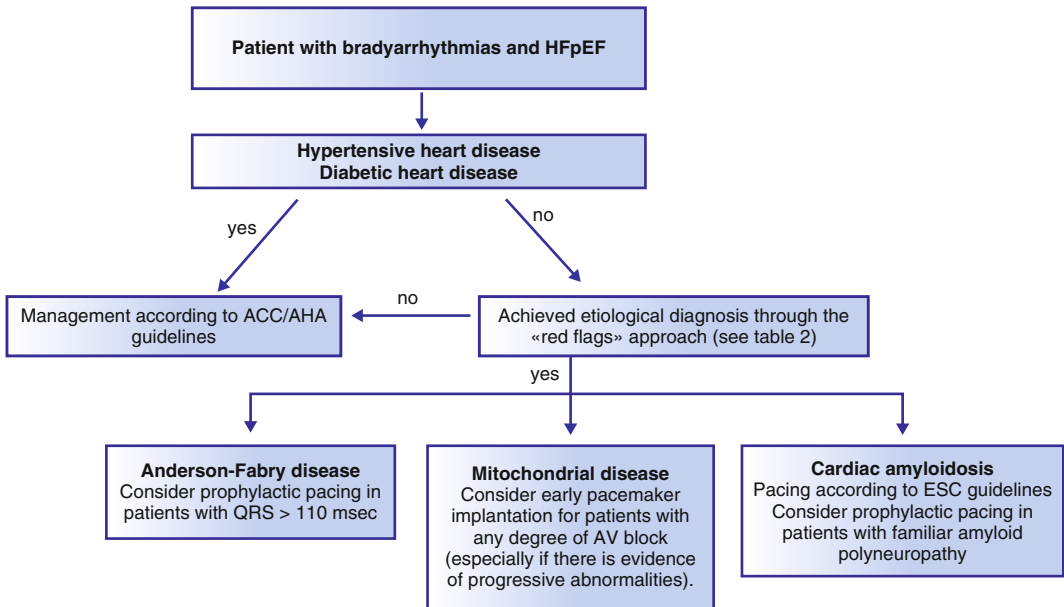 Patient with bradyarrhythmias and HFpEF
Hypertensive heart disease
Diabetic heart disease
yes
no
Management according to ACC/AHA
guidelines
no
Achieved etiological diagnosis through the
«red flags» approach (see table 2)
yes
Anderson-Fabry disease
Consider prophylactic pacing in
patients with QRS > 110 msec
Mitochondrial disease
Consider early pacemaker
implantation for patients with
any degree of AV block
(especially if there is evidence
of progressive abnormalities).
Cardiac amyloidosis
Pacing according to ESC guidelines
Consider prophylactic pacing in
patients with familiar amyloid
polyneuropathy